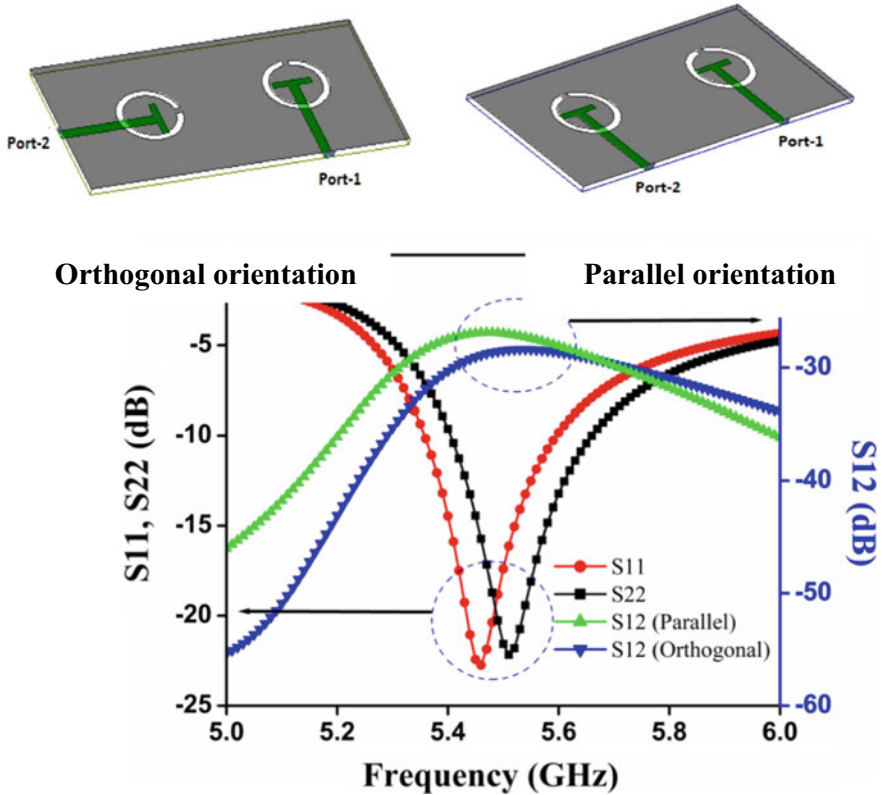 Port-2
Port-1
Port-1
Port-2
Orthogonal orientation
Parallel orientation
S11, S22 (dB)
-5
-10
-15
-20
-25
S12 (dB)
-30
-40
-50
-60
S11
S22
S12 (Parallel)
S12 (Orthogonal)
5.0 5.2 5.4 5.6 5.8 6.0
Frequency (GHz)